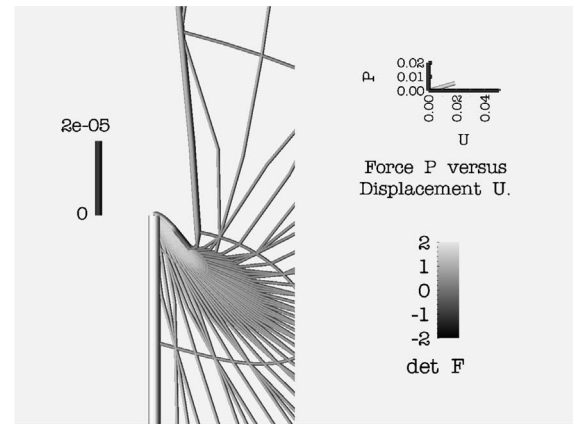 2e-05
0
P
0.02
0.01
0.00
0.00
0.02
0.04
U
Force P versus
Displacement U.
2
1
0
-1
-2
det F